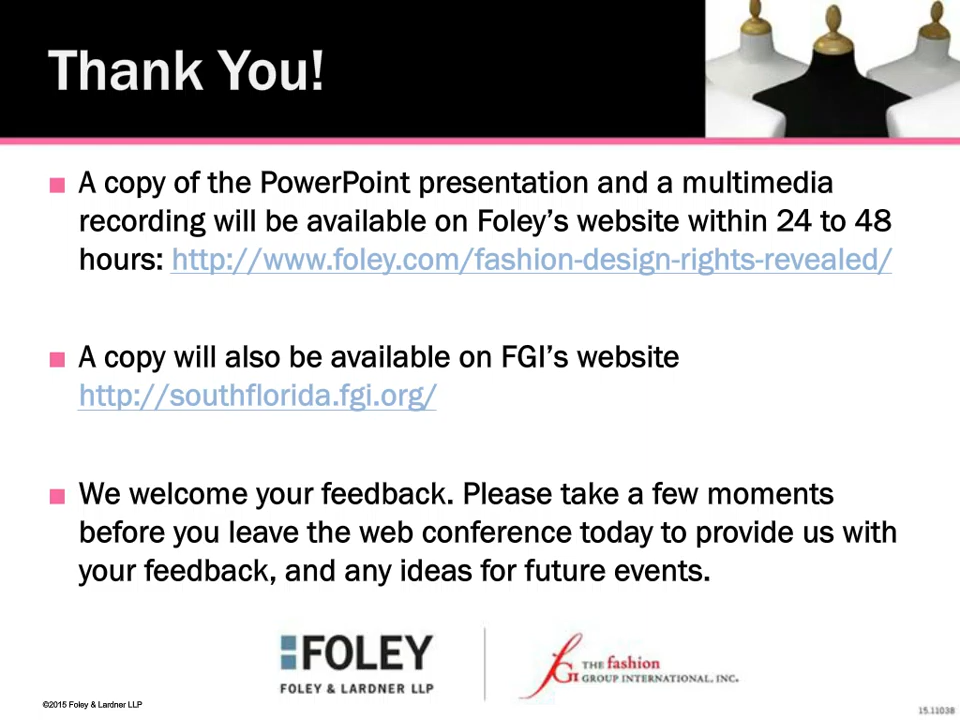 Thank You!
■ A copy of the PowerPoint presentation and a multimedia
recording will be available on Foley’s website within 24 to 48
hours: http://www.foley.com/fashion-design-rights-revealed/
■ A copy will also be available on FGI’s website
http://southflorida.fgi.org/
■ We welcome your feedback. Please take a few moments
before you leave the web conference today to provide us with
your feedback, and any ideas for future events.
FOLEY
FOLEY & LARDNER LLP
fGI THE fashion
GROUP INTERNATIONAL, INC.
©2015 Foley & Lardner LLP
15.11038